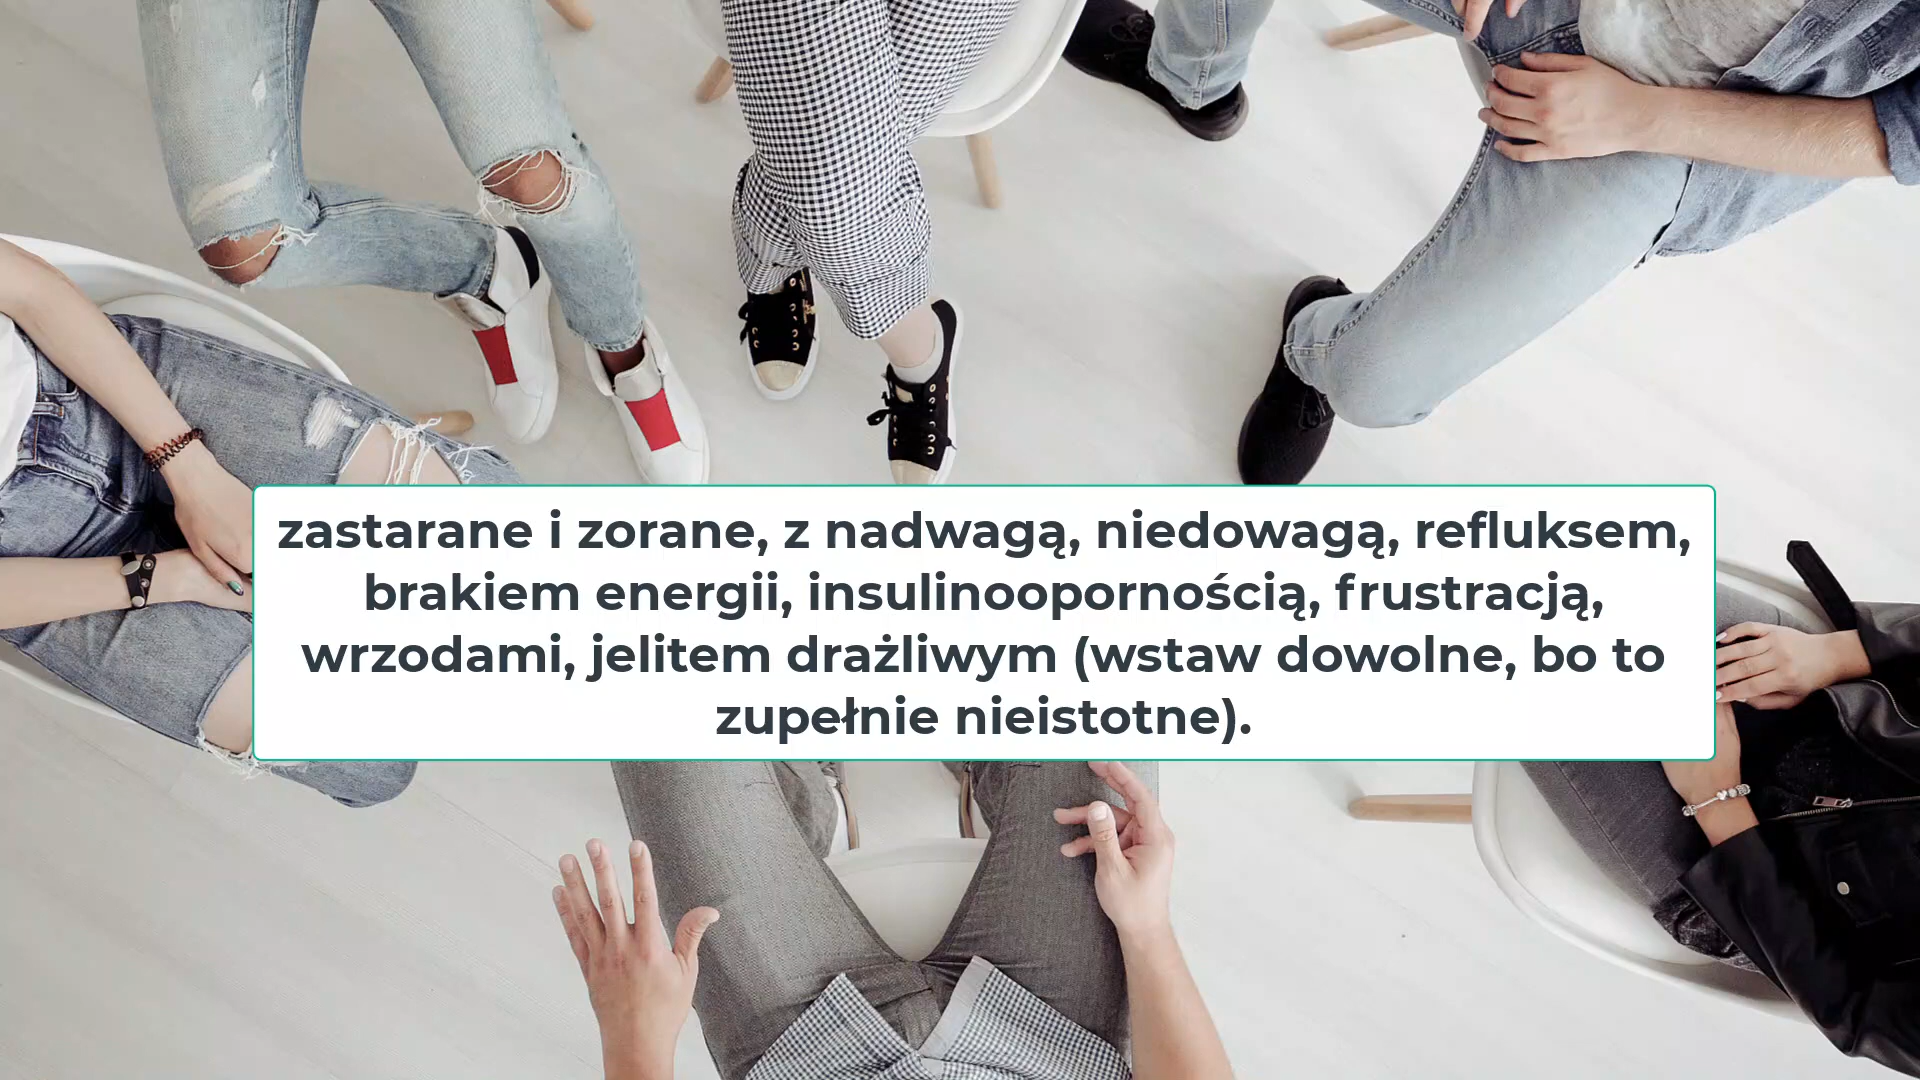 zastarane i zorane, z nadwagą, niedowagą, refluksem,
brakiem energii, insulinoopornością, frustracją,
wrzodami, jelitem drażliwym (wstaw dowolne, bo to
zupełnie nieistotne).